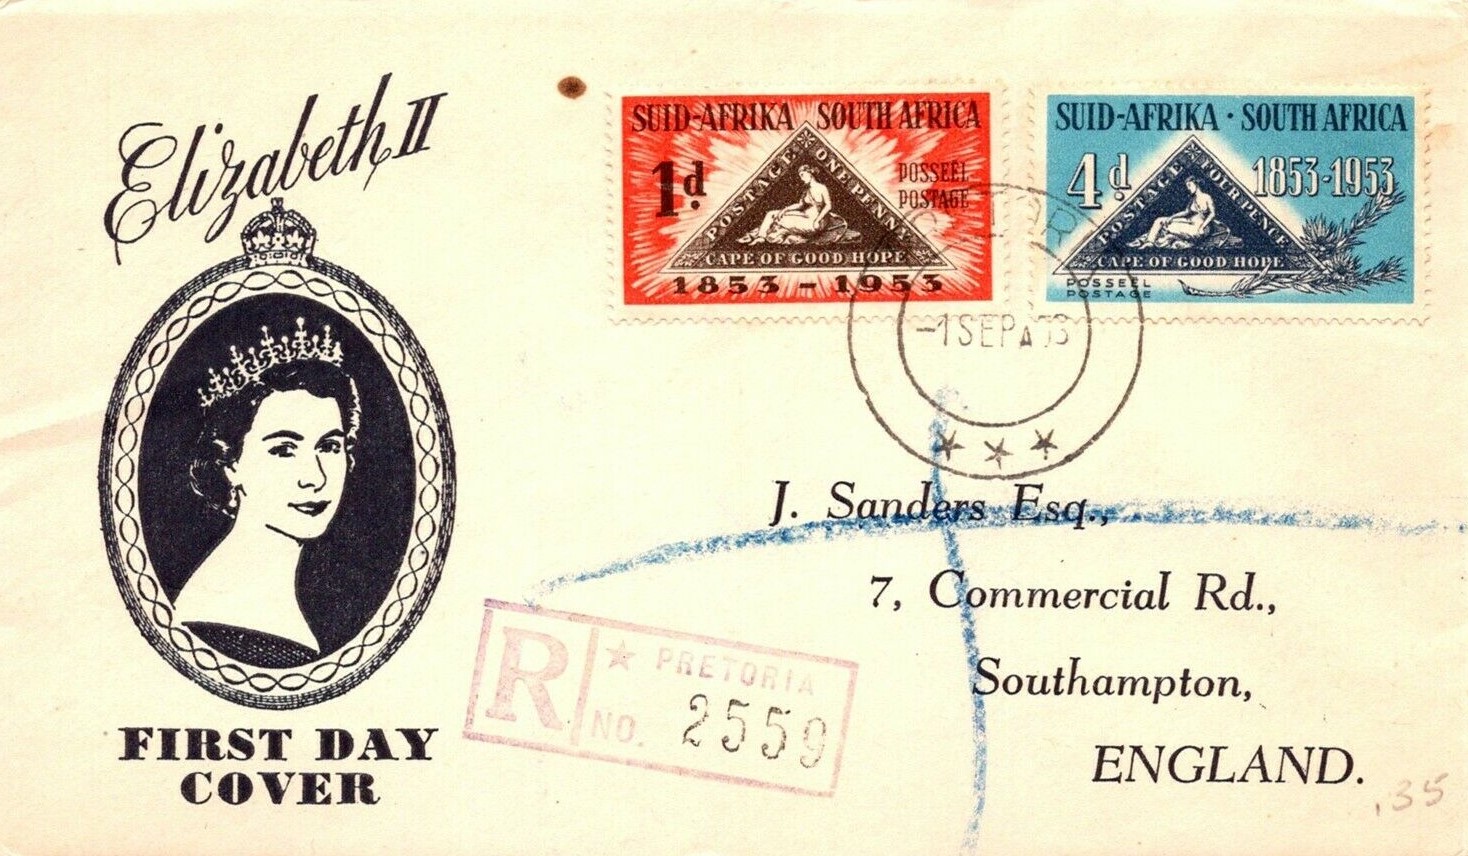 Elizabeth II
FIRST DAY
COVER
SUID-AFRIKA SOUTH AFRICA
1d.
POSSEEL
POSTAGE
POSTAGE ONE PENNY
CAPE OF GOOD HOPE
1853 - 1953
SUID-AFRIKA · SOUTH AFRICA
4d.
1853-1953
POSTAGE FOUR PENCE
CAPE OF GOOD HOPE
POSSEEL
POSTAGE
-1 SEP 53
J. Sanders Esq.,
7, Commercial Rd.,
Southampton,
ENGLAND.
R
PRETORIA
NO. 2559
.35